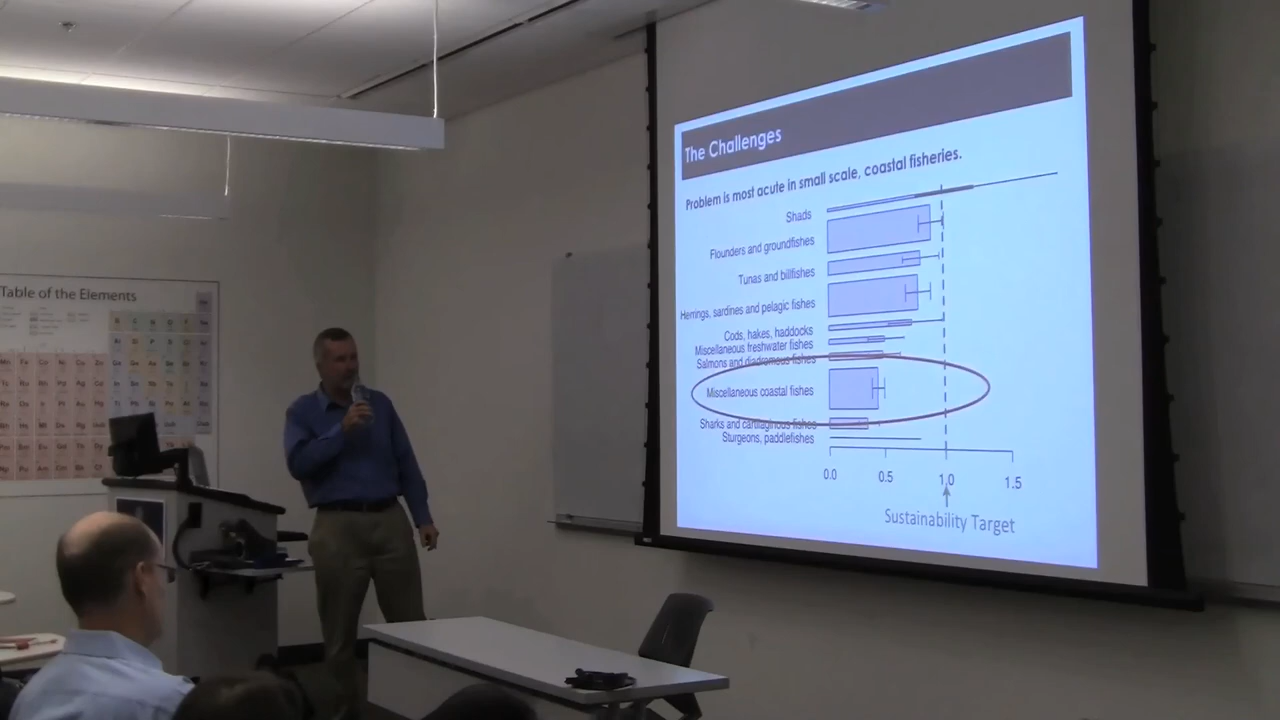 Table of the Elements
The Challenges
Problem is most acute in small scale, coastal fisheries.
Shads
Flounders and groundfishes
Tunas and billfishes
Herrings, sardines and pelagic fishes
Cods, hakes, haddocks
Miscellaneous freshwater fishes
Salmons and diadromous fishes
Miscellaneous coastal fishes
Sharks and cartilaginous fishes
Sturgeons, paddlefishes
0.0 0.5 1.0 1.5
Sustainability Target